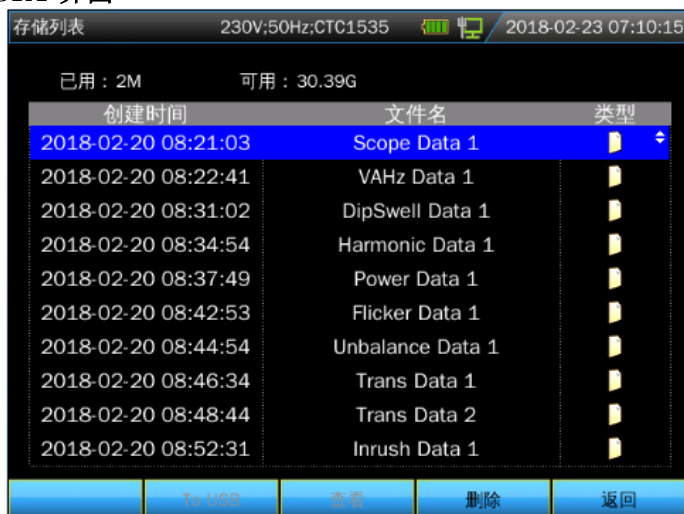 存储列表 230V;50Hz;CTC1535 2018-02-23 07:10:15
已用：2M 可用：30.39G
创建时间 文件名 类型
2018-02-20 08:21:03 Scope Data 1
2018-02-20 08:22:41 VAHz Data 1
2018-02-20 08:31:02 DipSwell Data 1
2018-02-20 08:34:54 Harmonic Data 1
2018-02-20 08:37:49 Power Data 1
2018-02-20 08:42:53 Flicker Data 1
2018-02-20 08:44:54 Unbalance Data 1
2018-02-20 08:46:34 Trans Data 1
2018-02-20 08:48:44 Trans Data 2
2018-02-20 08:52:31 Inrush Data 1
To USB 查看 删除 返回